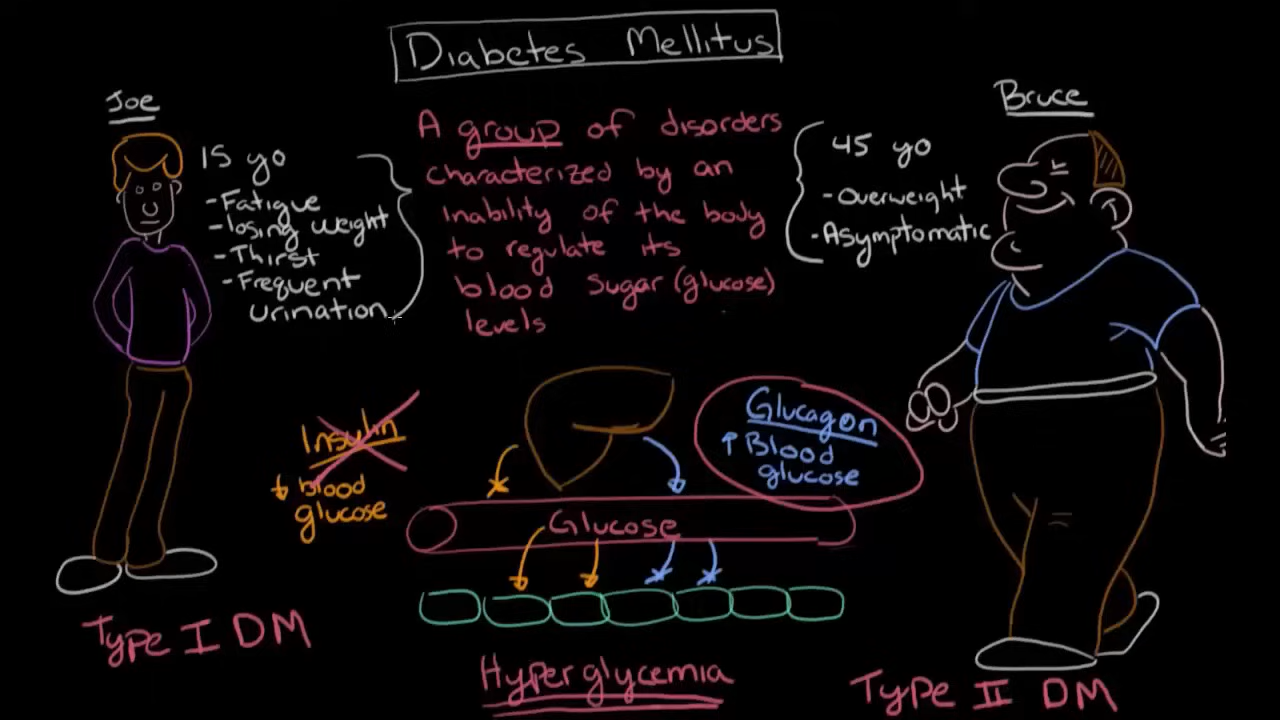 Diabetes Mellitus
Joe
15 yo
-Fatigue
-losing weight
-Thirst
-Frequent
urination
A group of disorders
characterized by an
inability of the body
to regulate its
blood sugar (glucose)
levels
Bruce
45 yo
-Overweight
-Asymptomatic
Insulin
↓ blood
glucose
Glucagon
↑ Blood
glucose
Glucose
Type I DM
Hyperglycemia
Type II DM